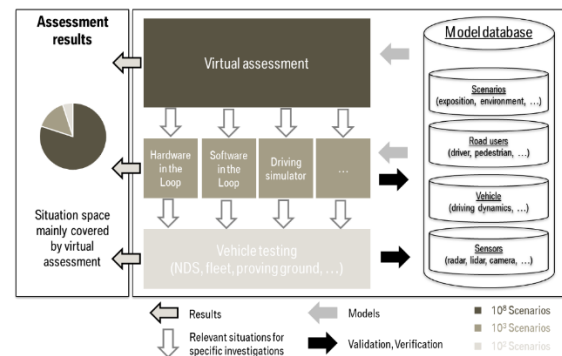 Assessment
results
Situation space
mainly covered
by virtual
assessment
Virtual assessment
Hardware
in the
Loop
Software
in the
Loop
Driving
simulator
...
Vehicle testing
(NDS, fleet, proving ground, ...)
Model database
Scenarios
(exposition, environment, ...)
Road users
(driver, pedestrian, ...)
Vehicle
(driving dynamics, ...)
Sensors
(radar, lidar, camera, ...)
Results
Relevant situations for
specific investigations
Models
Validation, Verification
Scenarios
10³ Scenarios
10² Scenarios